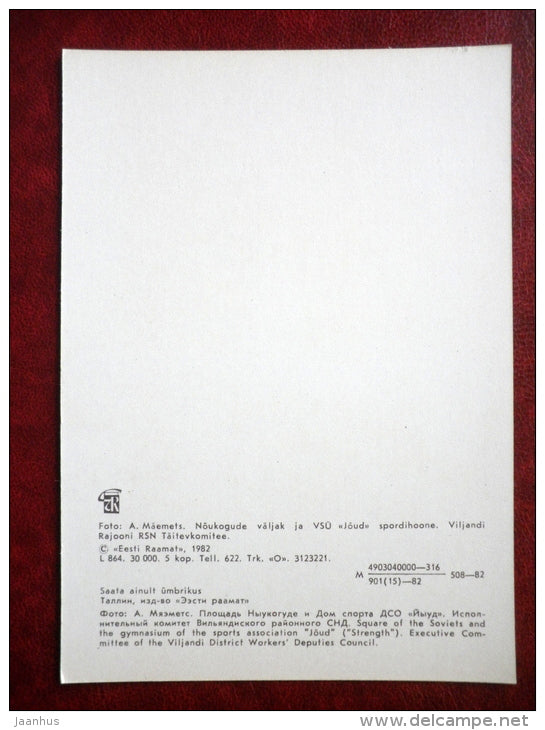 Foto: A. Mäemets. Nõukogude väljak ja VSÜ «Jõud» spordihoone. Viljandi
Rajooni RSN Täitevkomitee.
© «Eesti Raamat», 1982
L 864. 30 000. 5 kop. Tell. 622. Trk. «O». 3123221.
M 4903040000—316
901(15)—82 508—82
Saata ainult ümbrikus
Таллин, изд-во «Ээсти раамат»
Фото: А. Мяэметс. Площадь Ныукогуде и Дом спорта ДСО «Йыуд». Испол-
нительный комитет Вильяндиского районного СНД. Square of the Soviets and
the gymnasium of the sports association "Jõud" ("Strength"). Executive Com-
mittee of the Viljandi District Workers' Deputies Council.
jaanhus
www.delcampe.net